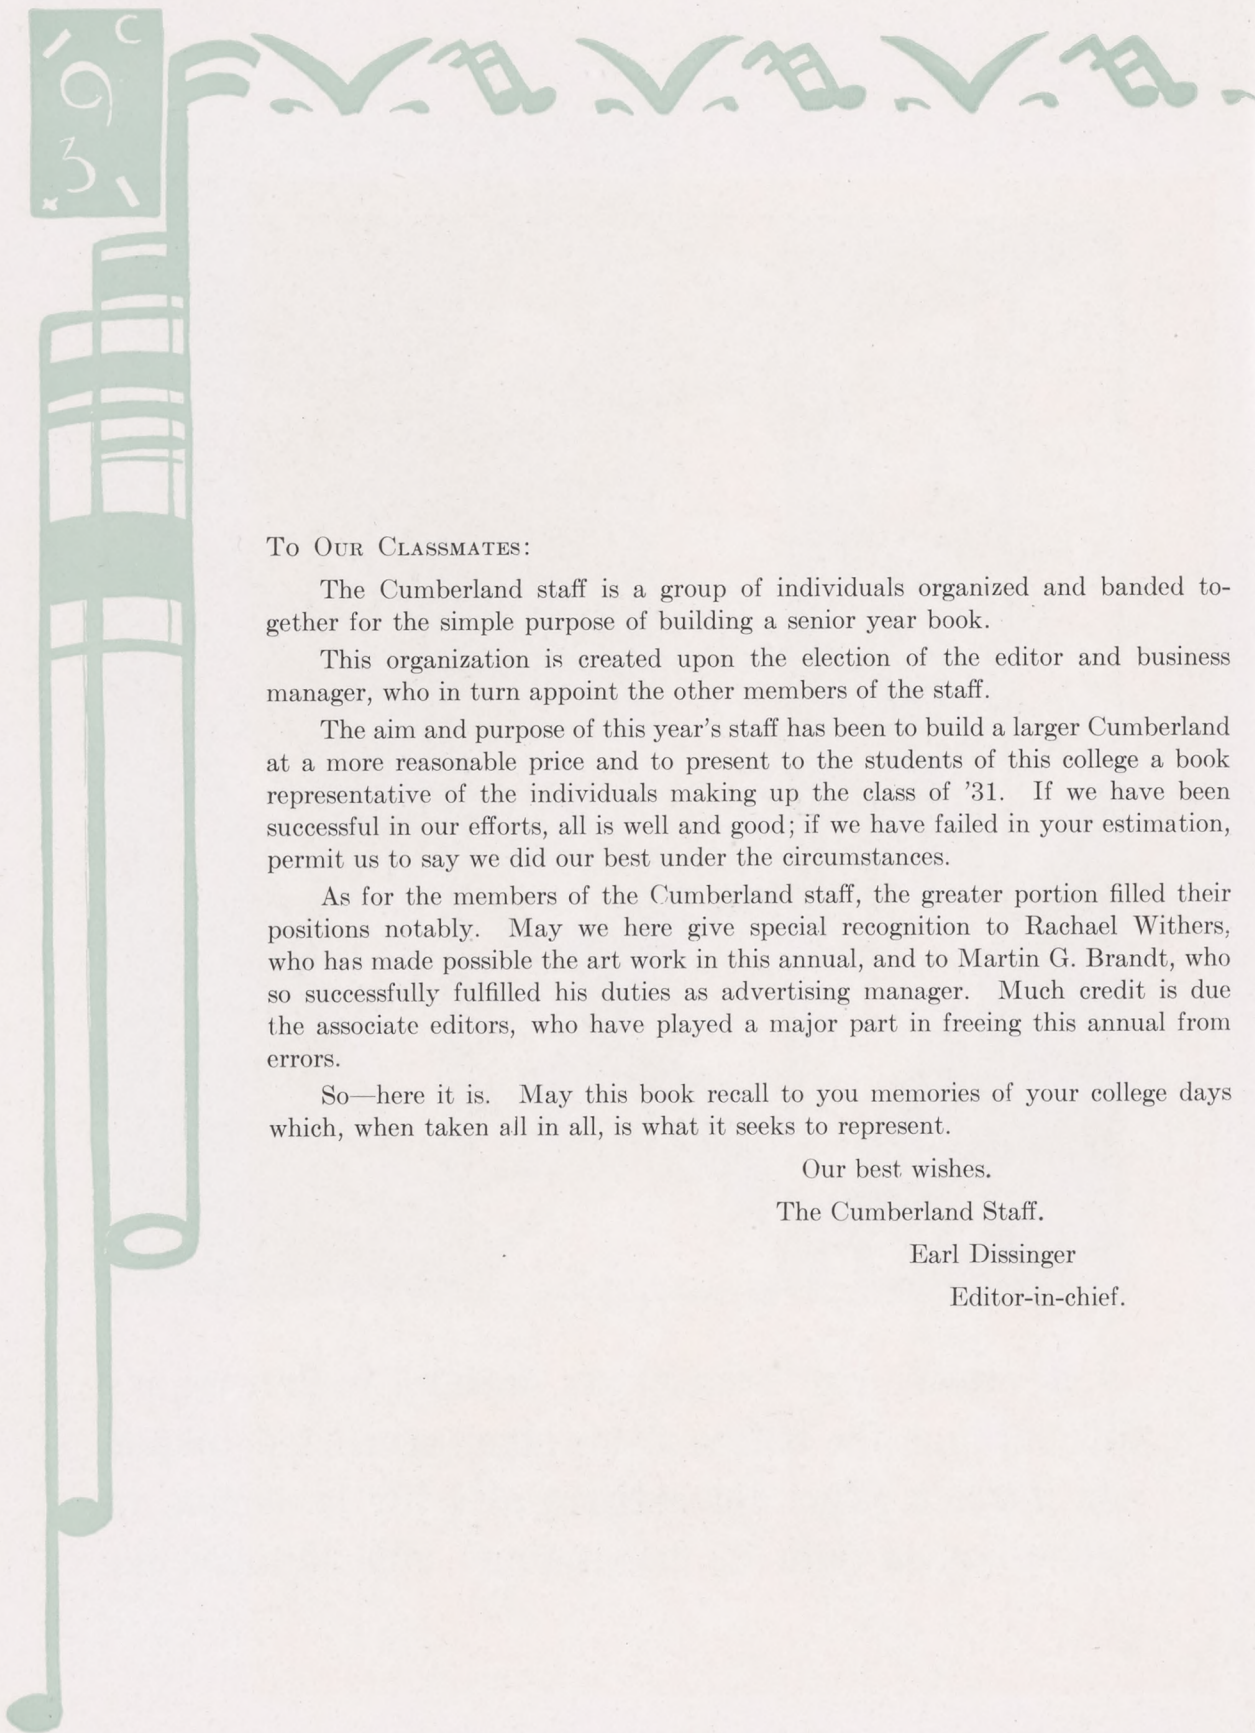 1 C
9
3
1
To Our Classmates:
The Cumberland staff is a group of individuals organized and banded to-
gether for the simple purpose of building a senior year book.
This organization is created upon the election of the editor and business
manager, who in turn appoint the other members of the staff.
The aim and purpose of this year's staff has been to build a larger Cumberland
at a more reasonable price and to present to the students of this college a book
representative of the individuals making up the class of '31. If we have been
successful in our efforts, all is well and good; if we have failed in your estimation,
permit us to say we did our best under the circumstances.
As for the members of the Cumberland staff, the greater portion filled their
positions notably. May we here give special recognition to Rachael Withers,
who has made possible the art work in this annual, and to Martin G. Brandt, who
so successfully fulfilled his duties as advertising manager. Much credit is due
the associate editors, who have played a major part in freeing this annual from
errors.
So—here it is. May this book recall to you memories of your college days
which, when taken all in all, is what it seeks to represent.
Our best wishes.
The Cumberland Staff.
Earl Dissinger
Editor-in-chief.